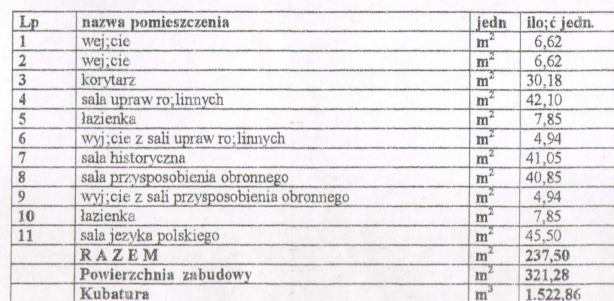 Lp nazwa pomieszczenia jedn ilo;ć jedn.
1 wej;cie m² 6,62
2 wej;cie m² 6,62
3 korytarz m² 30,18
4 sala upraw ro;linnych m² 42,10
5 łazienka m² 7,85
6 wyj;cie z sali upraw ro;linnych m² 4,94
7 sala historyczna m² 41,05
8 sala przysposobienia obronnego m² 40,85
9 wyj;cie z sali przysposobienia obronnego m² 4,94
10 łazienka m² 7,85
11 sala jezyka polskiego m² 45,50
R A Z E M m² 237,50
Powierzchnia zabudowy m² 321,28
Kubatura m³ 1.522,86